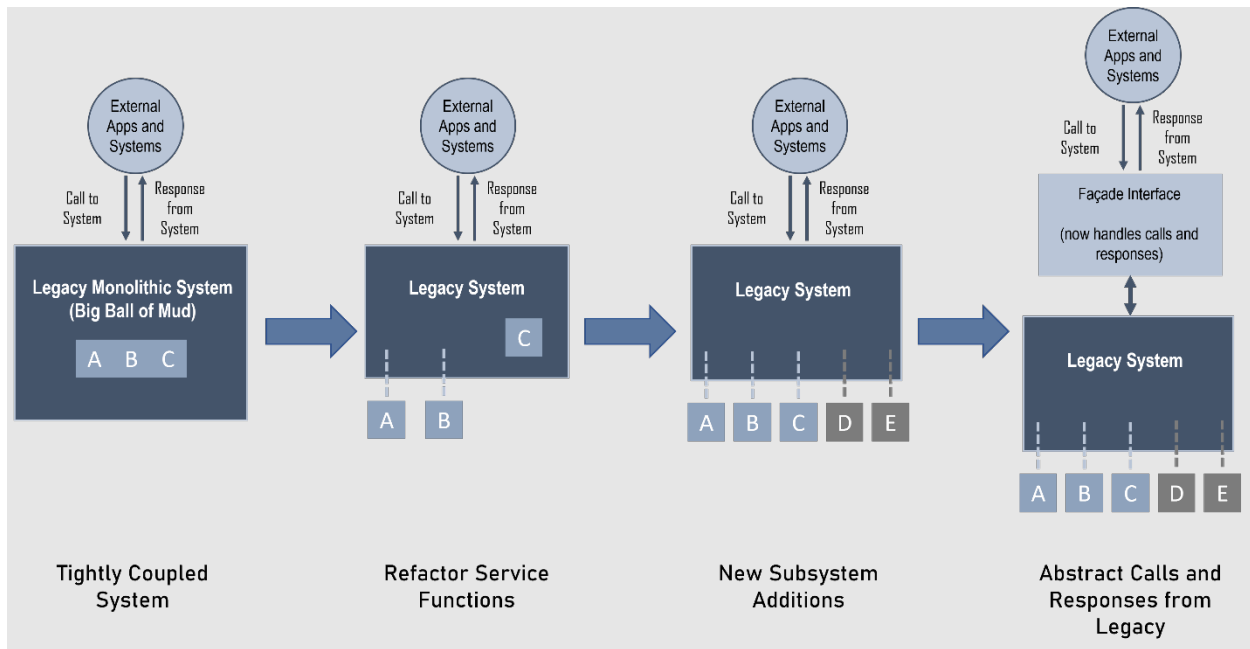 External
Apps and
Systems
Call to
System
Response
from
System
Legacy Monolithic System
(Big Ball of Mud)
A B C
Tightly Coupled
System
External
Apps and
Systems
Call to
System
Response
from
System
Legacy System
C
A B
Refactor Service
Functions
External
Apps and
Systems
Call to
System
Response
from
System
Legacy System
A B C D E
New Subsystem
Additions
External
Apps and
Systems
Call to
System
Response
from
System
Façade Interface
(now handles calls and
responses)
Legacy System
A B C D E
Abstract Calls and
Responses from
Legacy